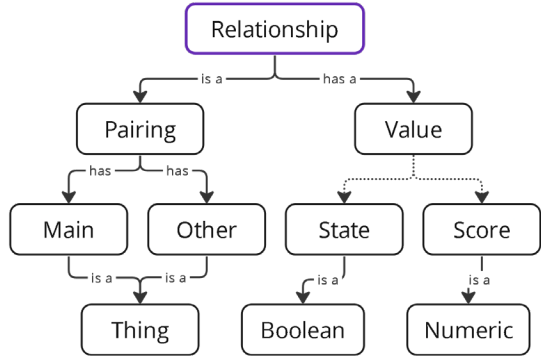 Relationship
is a
has a
Pairing
Value
has
has
Main
Other
State
Score
is a
is a
is a
is a
Thing
Boolean
Numeric